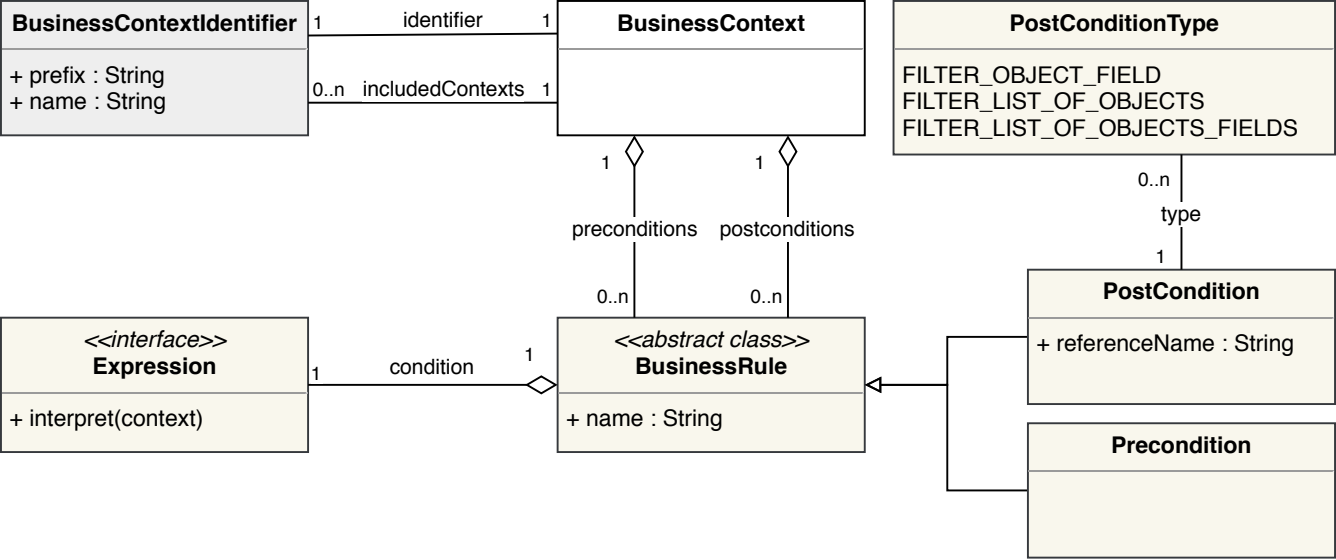 BusinessContextIdentifier
+ prefix : String
+ name : String
1
identifier
1
0..n
includedContexts
1
BusinessContext
PostConditionType
FILTER_OBJECT_FIELD
FILTER_LIST_OF_OBJECTS
FILTER_LIST_OF_OBJECTS_FIELDS
1
preconditions
0..n
1
postconditions
0..n
0..n
type
1
<<interface>>
Expression
+ interpret(context)
1
condition
1
<<abstract class>>
BusinessRule
+ name : String
PostCondition
+ referenceName : String
Precondition